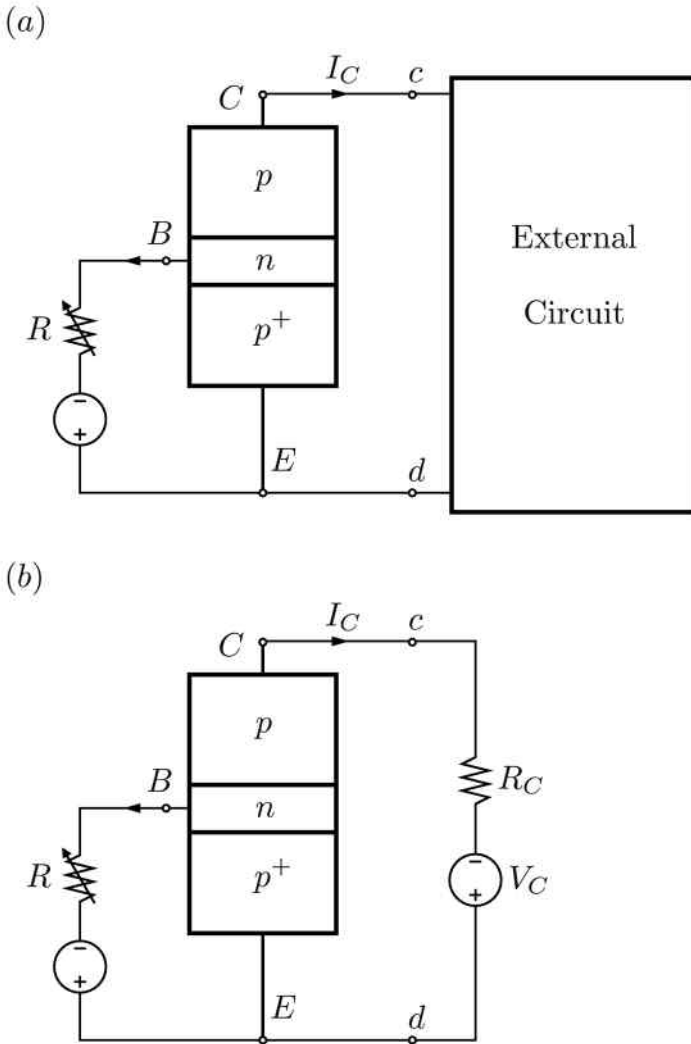 (a)
I_C c
C
p
B
n
External
Circuit
R
p⁺
−
+
E d
(b)
I_C c
C
p
B
n
R_C
R
p⁺
−
+
V_C
−
+
E d